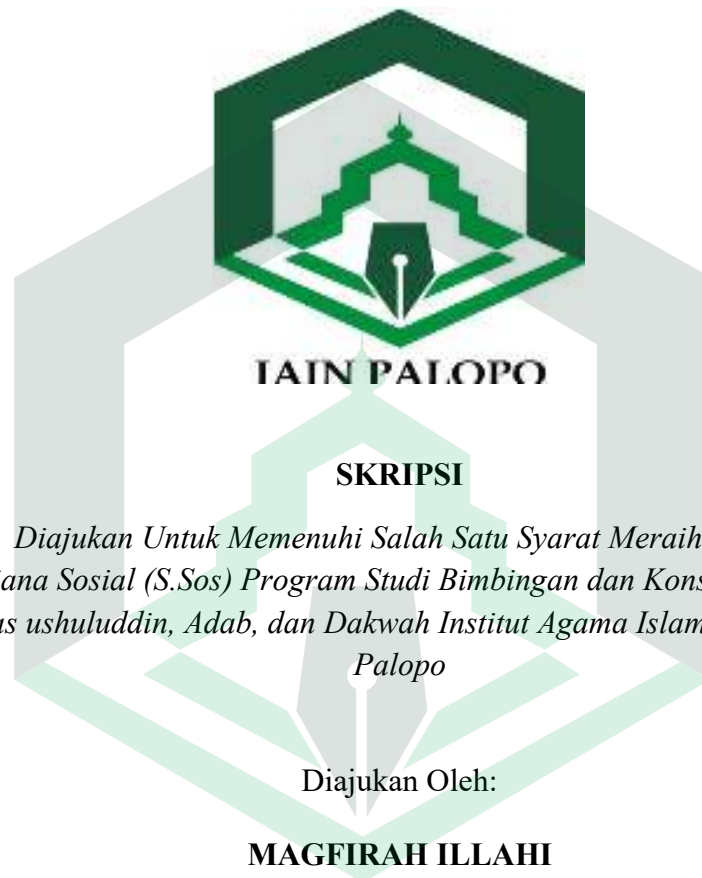 IAIN PALOPO
SKRIPSI
Diajukan Untuk Memenuhi Salah Satu Syarat Meraih
Sosial (S.Sos) Program Studi Bimbingan dan
ushuluddin, Adab, dan Dakwah Institut Agama Islam
Palopo
Diajukan Oleh:
MAGFIRAH ILLAHI